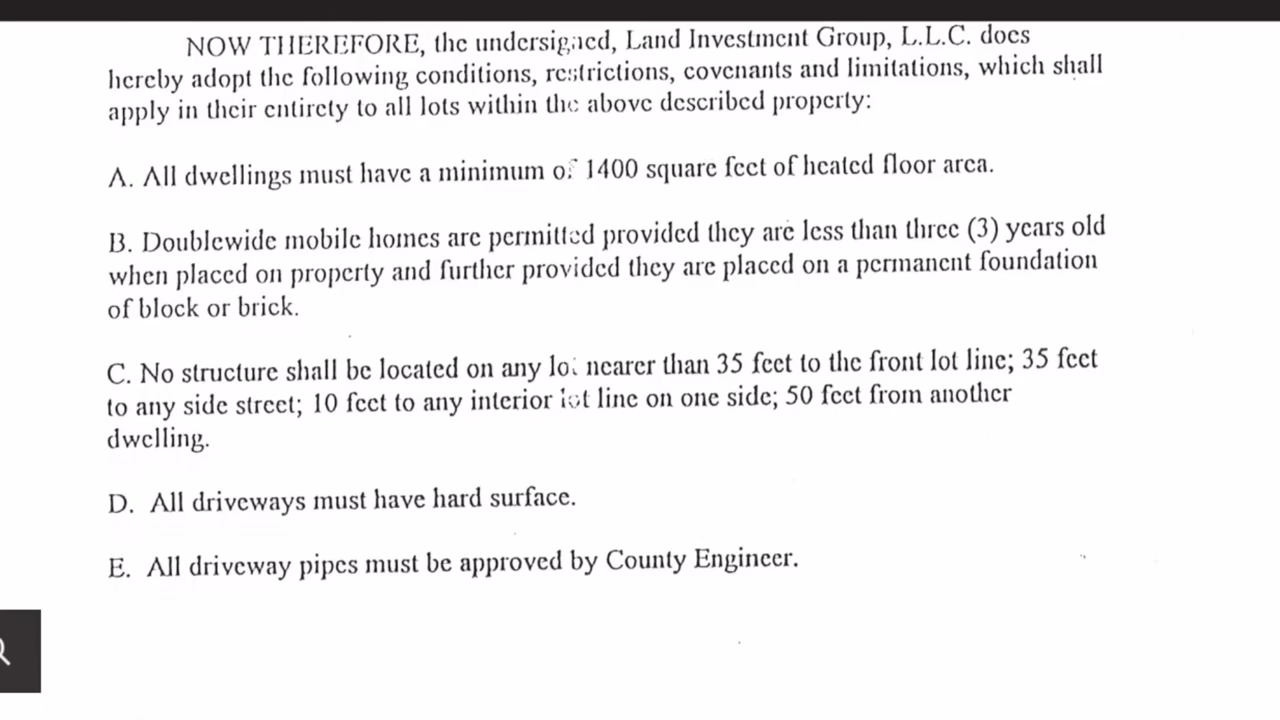 NOW THEREFORE, the undersigned, Land Investment Group, L.L.C. does
hereby adopt the following conditions, restrictions, covenants and limitations, which shall
apply in their entirety to all lots within the above described property:
A. All dwellings must have a minimum of 1400 square feet of heated floor area.
B. Doublewide mobile homes are permitted provided they are less than three (3) years old
when placed on property and further provided they are placed on a permanent foundation
of block or brick.
C. No structure shall be located on any lot nearer than 35 feet to the front lot line; 35 feet
to any side street; 10 feet to any interior lot line on one side; 50 feet from another
dwelling.
D. All driveways must have hard surface.
E. All driveway pipes must be approved by County Engineer.